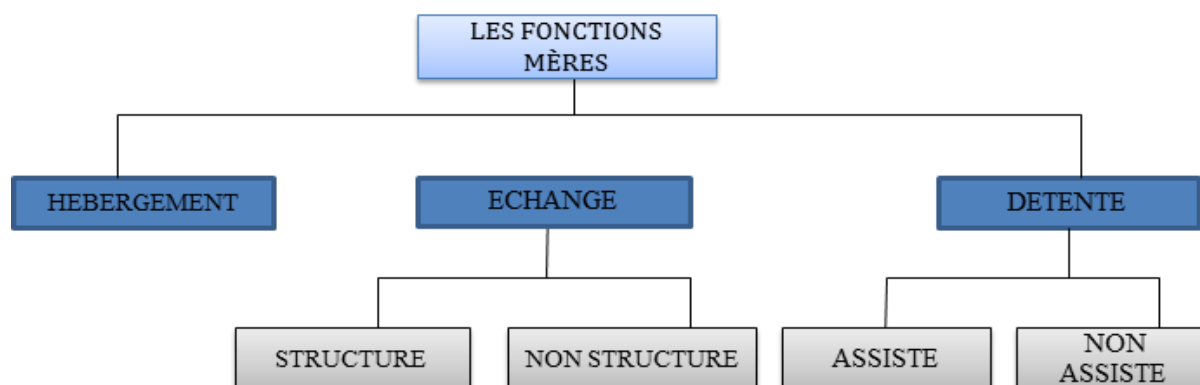 LES FONCTIONS
MÈRES
HEBERGEMENT
ECHANGE
DETENTE
STRUCTURE
NON STRUCTURE
ASSISTE
NON
ASSISTE